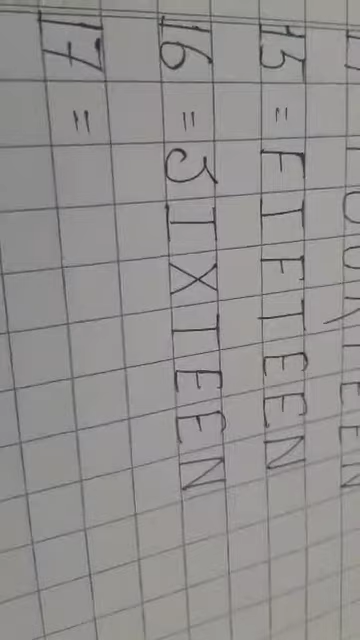 15 = FIFTEEN
16 = SIXTEEN
17 =